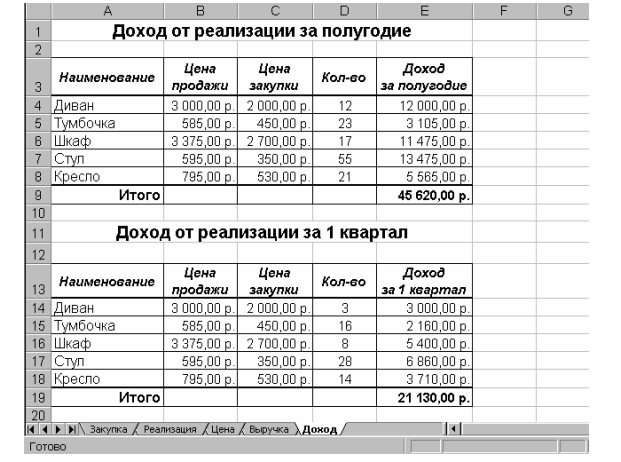 A B C D E F G
1 Доход от реализации за полугодие
2
3 Наименование Цена продажи Цена закупки Кол-во Доход за полугодие
4 Диван 3 000,00 р. 2 000,00 р. 12 12 000,00 р.
5 Тумбочка 585,00 р. 450,00 р. 23 3 105,00 р.
6 Шкаф 3 375,00 р. 2 700,00 р. 17 11 475,00 р.
7 Стул 595,00 р. 350,00 р. 55 13 475,00 р.
8 Кресло 795,00 р. 530,00 р. 21 5 565,00 р.
9 Итого 45 620,00 р.
10
11 Доход от реализации за 1 квартал
12
13 Наименование Цена продажи Цена закупки Кол-во Доход за 1 квартал
14 Диван 3 000,00 р. 2 000,00 р. 3 3 000,00 р.
15 Тумбочка 585,00 р. 450,00 р. 16 2 160,00 р.
16 Шкаф 3 375,00 р. 2 700,00 р. 8 5 400,00 р.
17 Стул 595,00 р. 350,00 р. 28 6 860,00 р.
18 Кресло 795,00 р. 530,00 р. 14 3 710,00 р.
19 Итого 21 130,00 р.
20
Закупка Реализация Цена Выручка Доход
Готово